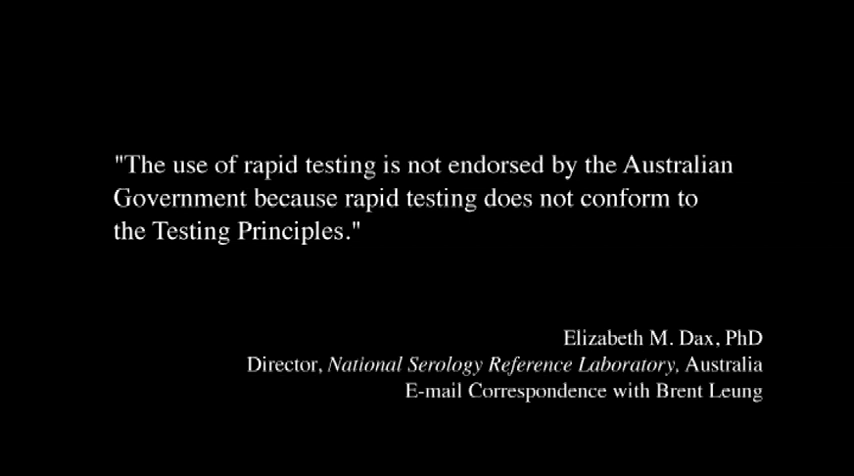 "The use of rapid testing is not endorsed by the Australian
Government because rapid testing does not conform to
the Testing Principles."
Elizabeth M. Dax, PhD
Director, National Serology Reference Laboratory, Australia
E-mail Correspondence with Brent Leung